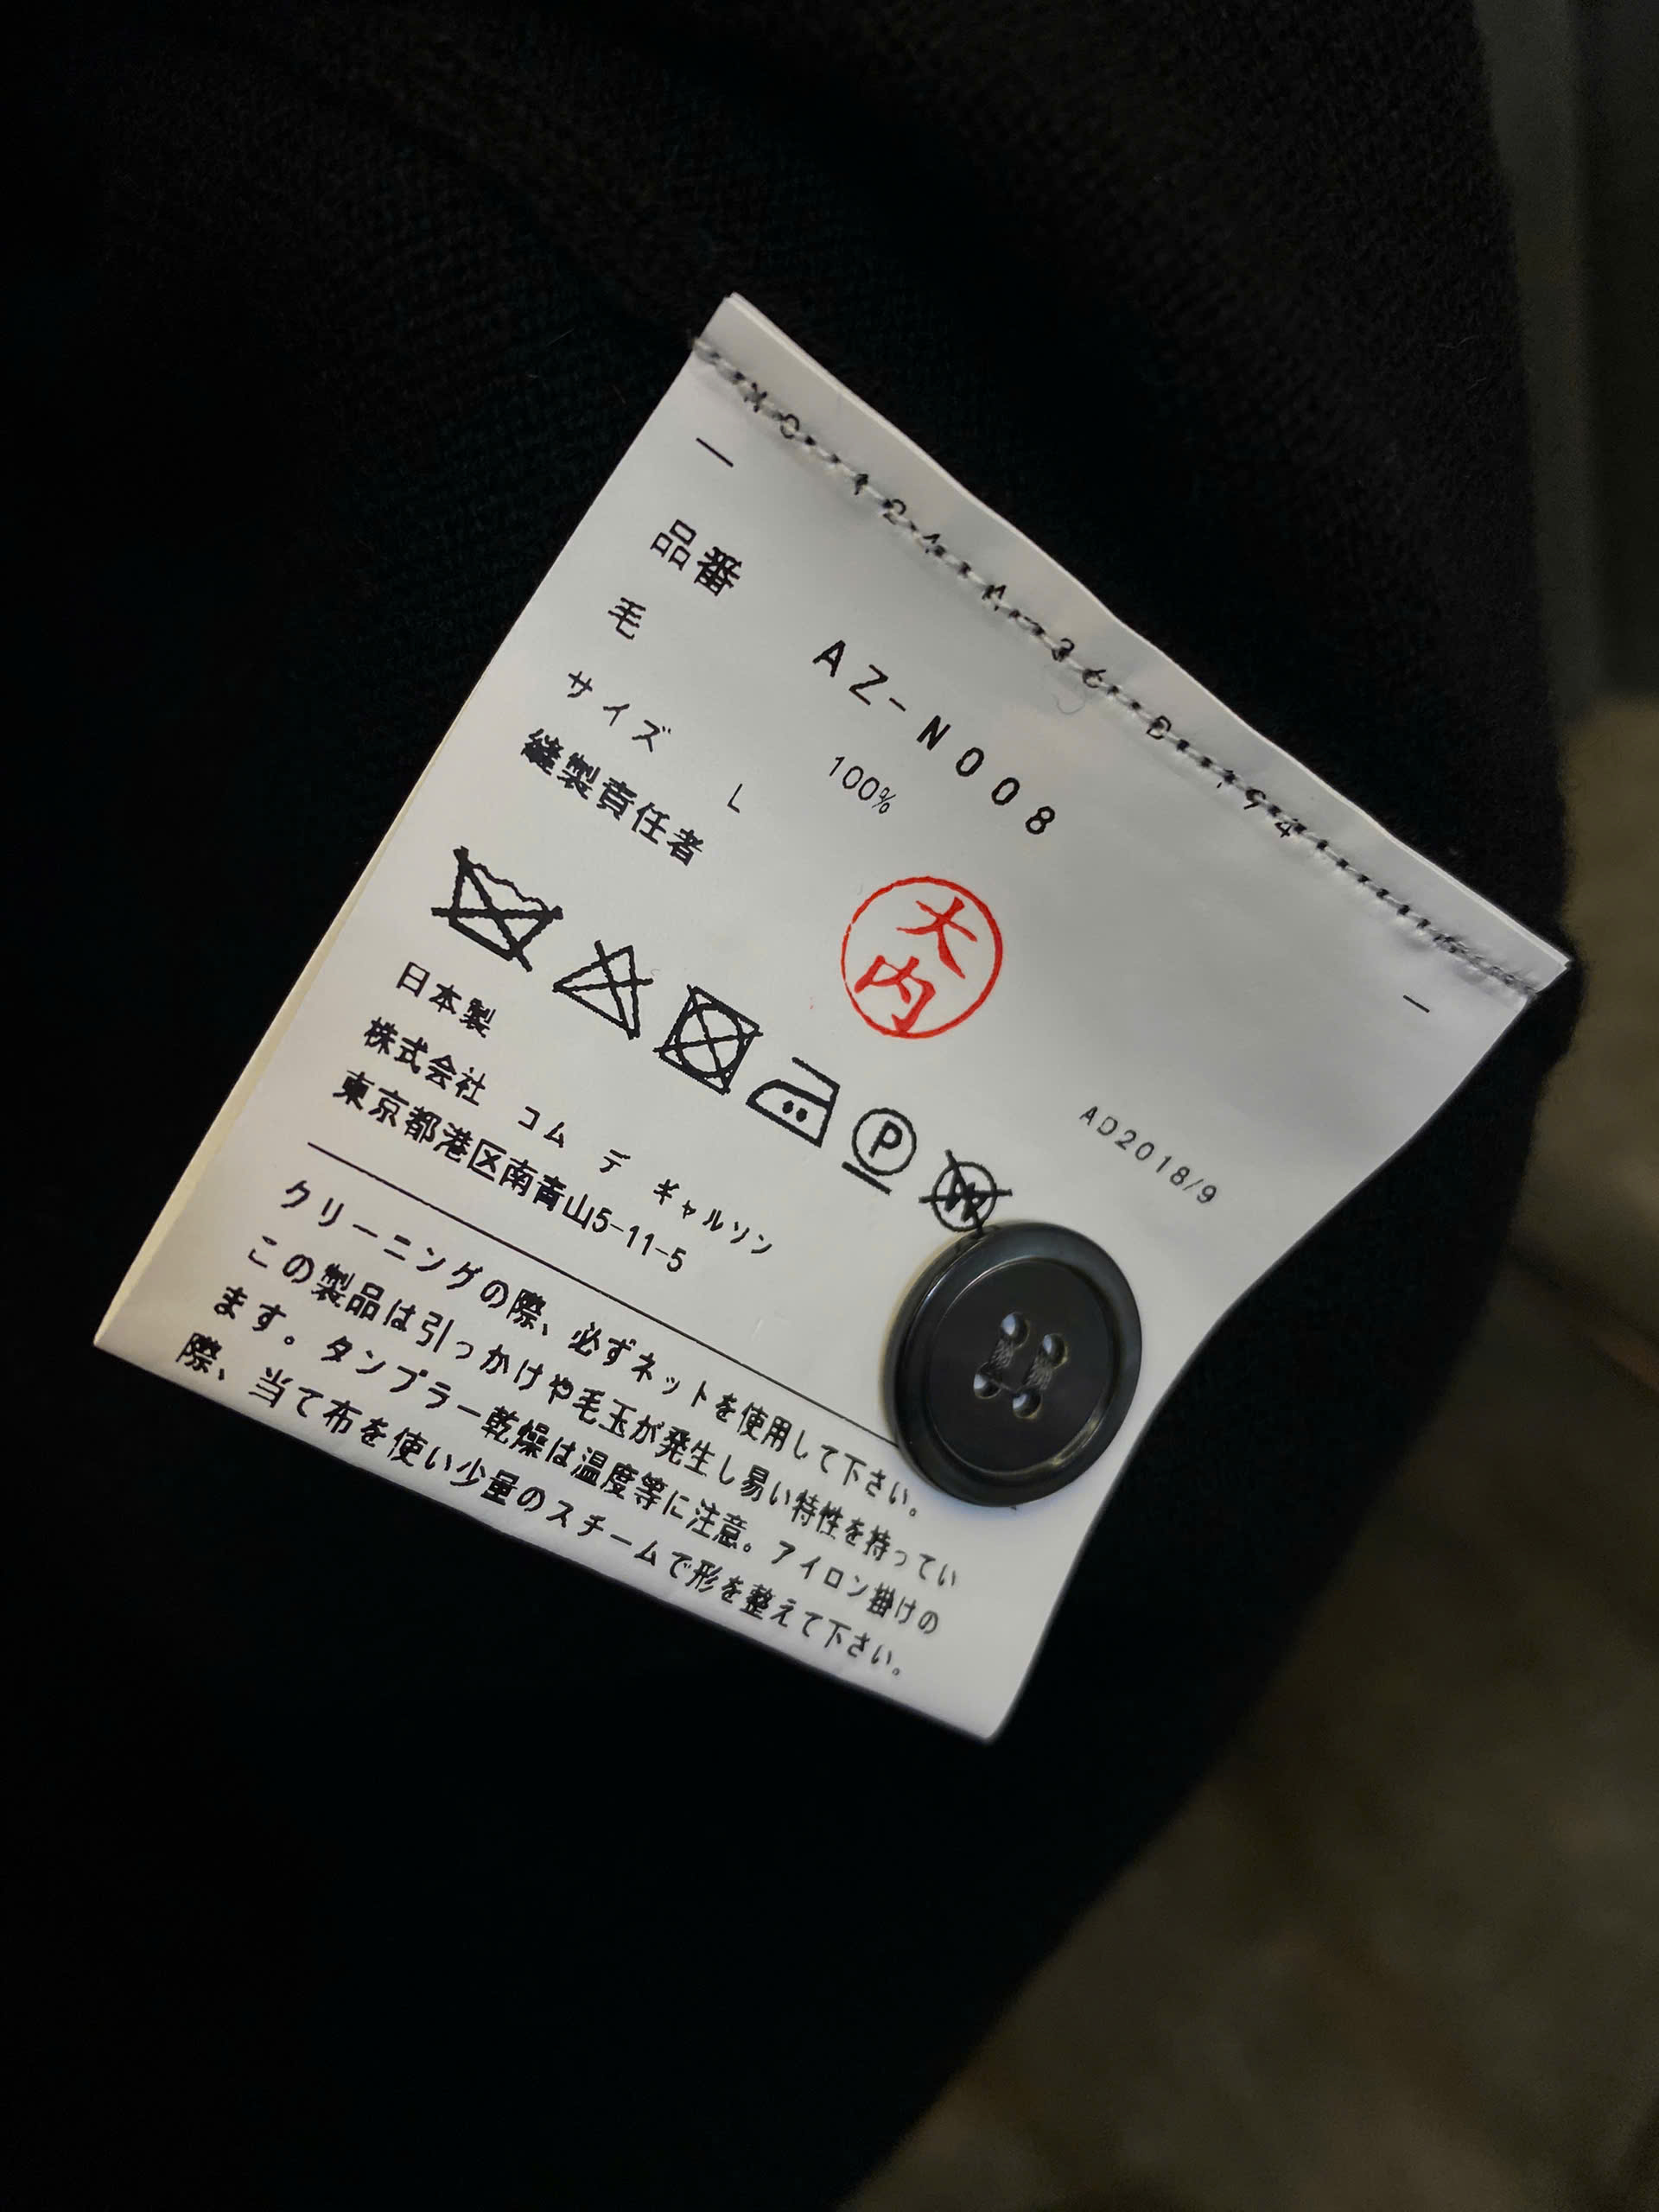 品番 AZ-N008
毛 100%
サイズ L
縫製責任者
大内
P
W
AD2018/9
日本製
株式会社 コム デ ギャルソン
東京都港区南青山5-11-5
クリーニングの際、必ずネットを使用して下さい。
この製品は引っかけや毛玉が発生し易い特性を持ってい
ます。タンブラー乾燥は温度等に注意。アイロン掛けの
際、当て布を使い少量のスチームで形を整えて下さい。